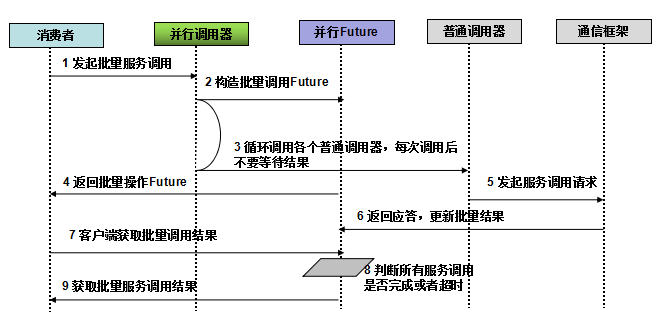 消费者
并行调用器
并行Future
普通调用器
通信框架
1 发起批量服务调用
2 构造批量调用Future
3 循环调用各个普通调用器，每次调用后
不要等待结果
4 返回批量操作Future
5 发起服务调用请求
6 返回应答，更新批量结果
7 客户端获取批量调用结果
8 判断所有服务调用
是否完成或者超时
9 获取批量服务调用结果